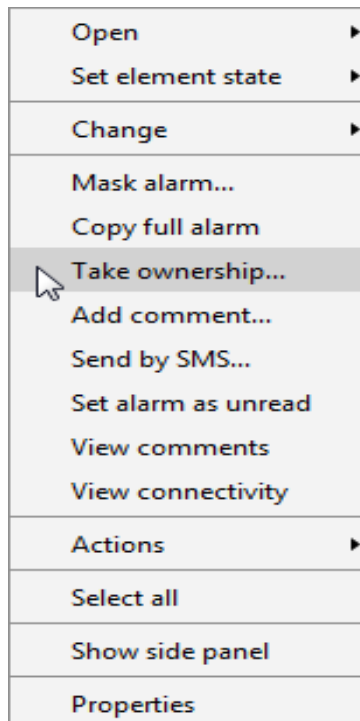 Open
Set element state
Change
Mask alarm...
Copy full alarm
Take ownership...
Add comment...
Send by SMS...
Set alarm as unread
View comments
View connectivity
Actions
Select all
Show side panel
Properties